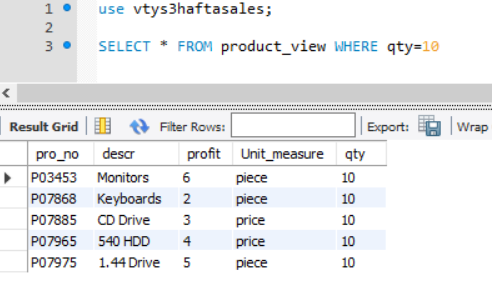 1 use vtys3haftasales;
2
3 SELECT * FROM product_view WHERE qty=10
Result Grid Filter Rows: Export: Wrap
pro_no descr profit Unit_measure qty
P03453 Monitors 6 piece 10
P07868 Keyboards 2 piece 10
P07885 CD Drive 3 price 10
P07965 540 HDD 4 price 10
P07975 1.44 Drive 5 piece 10